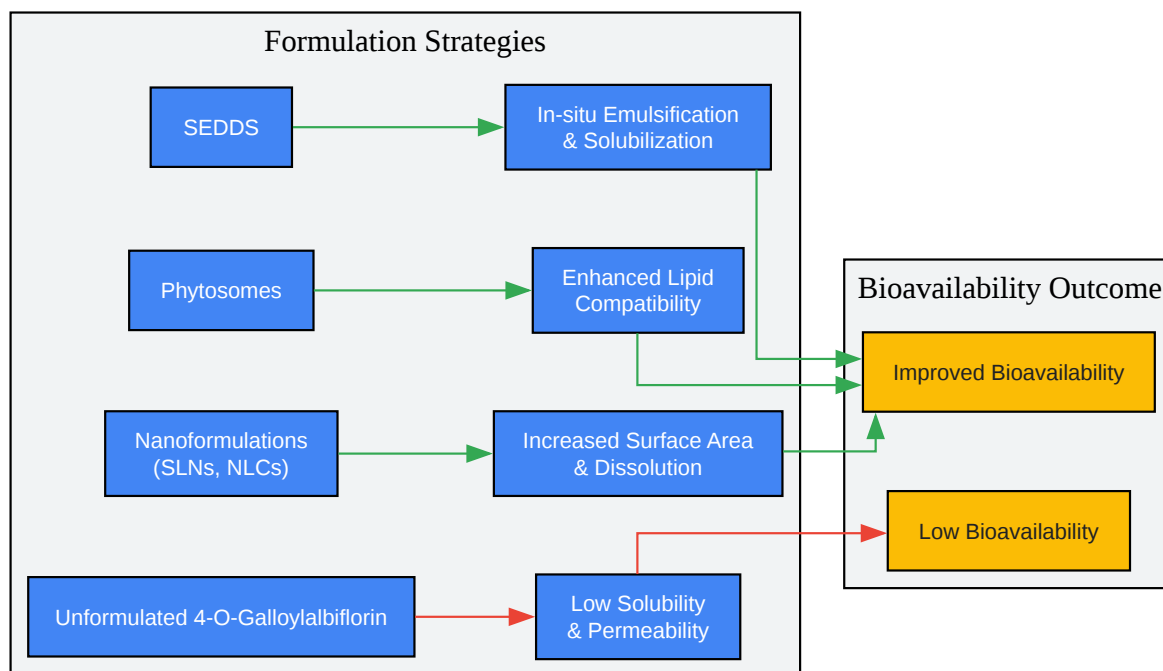 Formulation Strategies
SEDDS
In-situ Emulsification
& Solubilization
Phytosomes
Enhanced Lipid
Compatibility
Nanoformulations
(SLNs, NLCs)
Increased Surface Area
& Dissolution
Unformulated 4-O-Galloylalbiflorin
Low Solubility
& Permeability
Bioavailability Outcome
Improved Bioavailability
Low Bioavailability